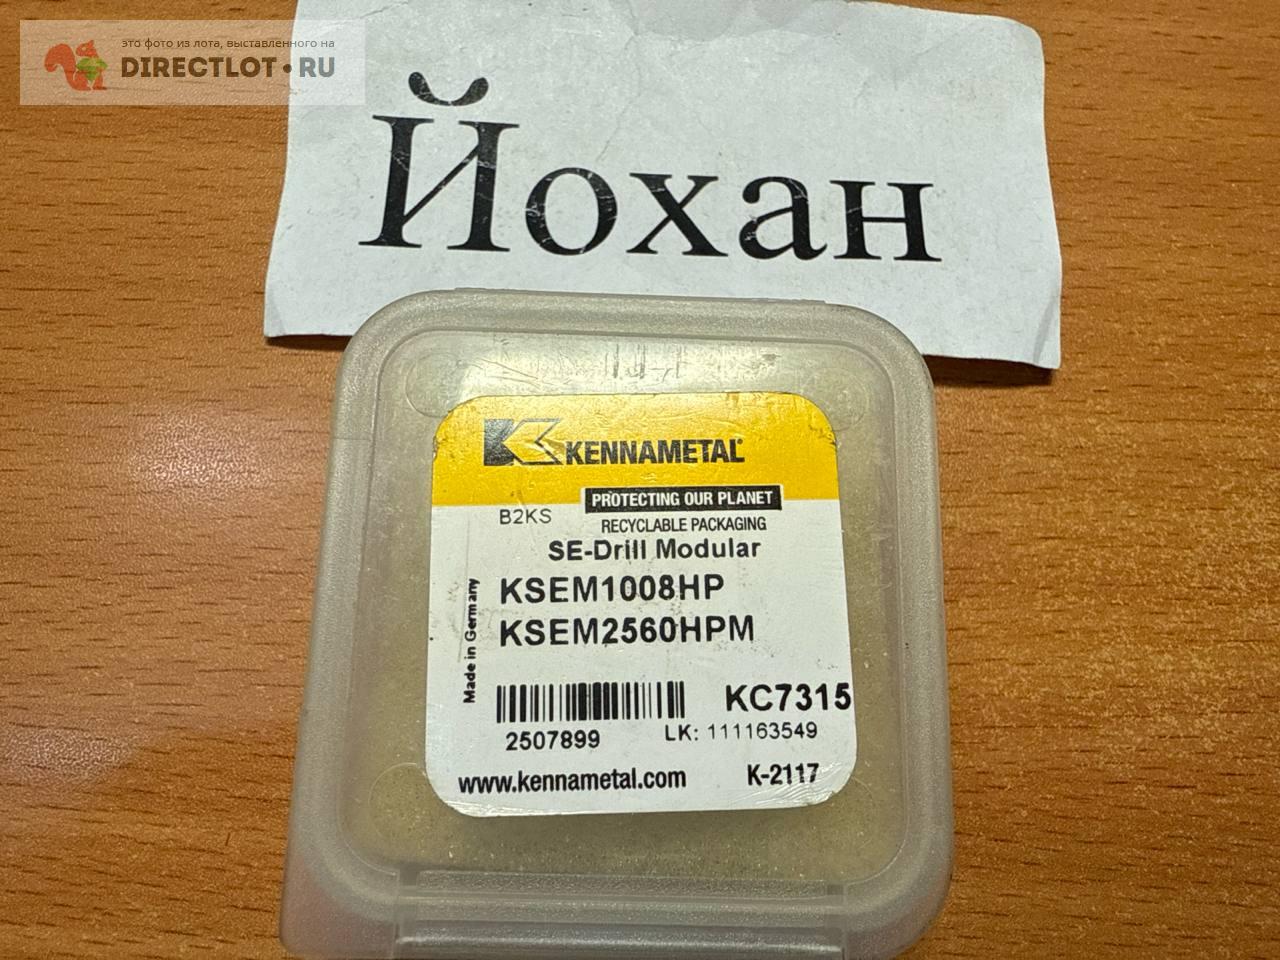 это фото из лота, выставленного на
DIRECTLOT•RU
Йохан
KENNAMETAL®
PROTECTING OUR PLANET
B2KS RECYCLABLE PACKAGING
SE-Drill Modular
KSEM1008HP
KSEM2560HPM
Made in Germany
KC7315
2507899 LK: 111163549
www.kennametal.com K-2117